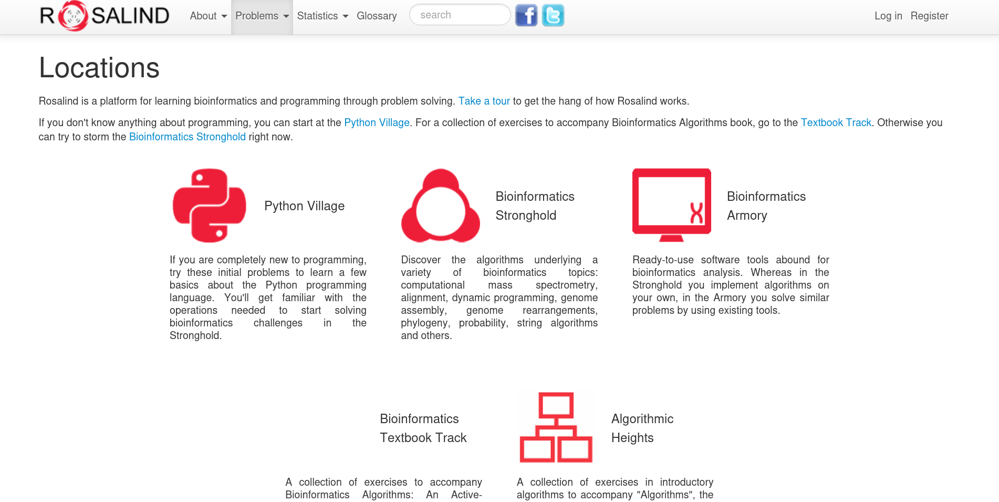 ROSALIND About Problems Statistics Glossary search Log in Register
Locations
Rosalind is a platform for learning bioinformatics and programming through problem solving. Take a tour to get the hang of how Rosalind works.
If you don't know anything about programming, you can start at the Python Village. For a collection of exercises to accompany Bioinformatics Algorithms book, go to the Textbook Track. Otherwise you
can try to storm the Bioinformatics Stronghold right now.
Python Village
If you are completely new to programming,
try these initial problems to learn a few
basics about the Python programming
language. You'll get familiar with the
operations needed to start solving
bioinformatics challenges in the
Stronghold.
Bioinformatics
Stronghold
Discover the algorithms underlying a
variety of bioinformatics topics:
computational mass spectrometry,
alignment, dynamic programming, genome
assembly, genome rearrangements,
phylogeny, probability, string algorithms
and others.
Bioinformatics
Armory
Ready-to-use software tools abound for
bioinformatics analysis. Whereas in the
Stronghold you implement algorithms on
your own, in the Armory you solve similar
problems by using existing tools.
Bioinformatics
Textbook Track
A collection of exercises to accompany
Bioinformatics Algorithms: An Active-
Algorithmic
Heights
A collection of exercises in introductory
algorithms to accompany "Algorithms", the